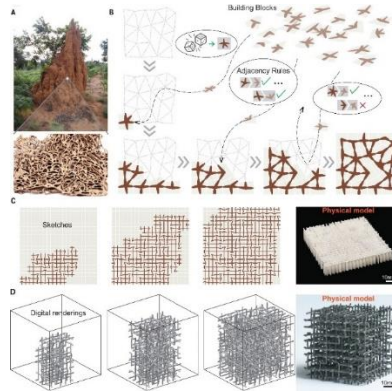 A
B
Building Blocks
Adjacency Rules
...
...
C
Sketches
Physical model
D
Digital renderings
Physical model